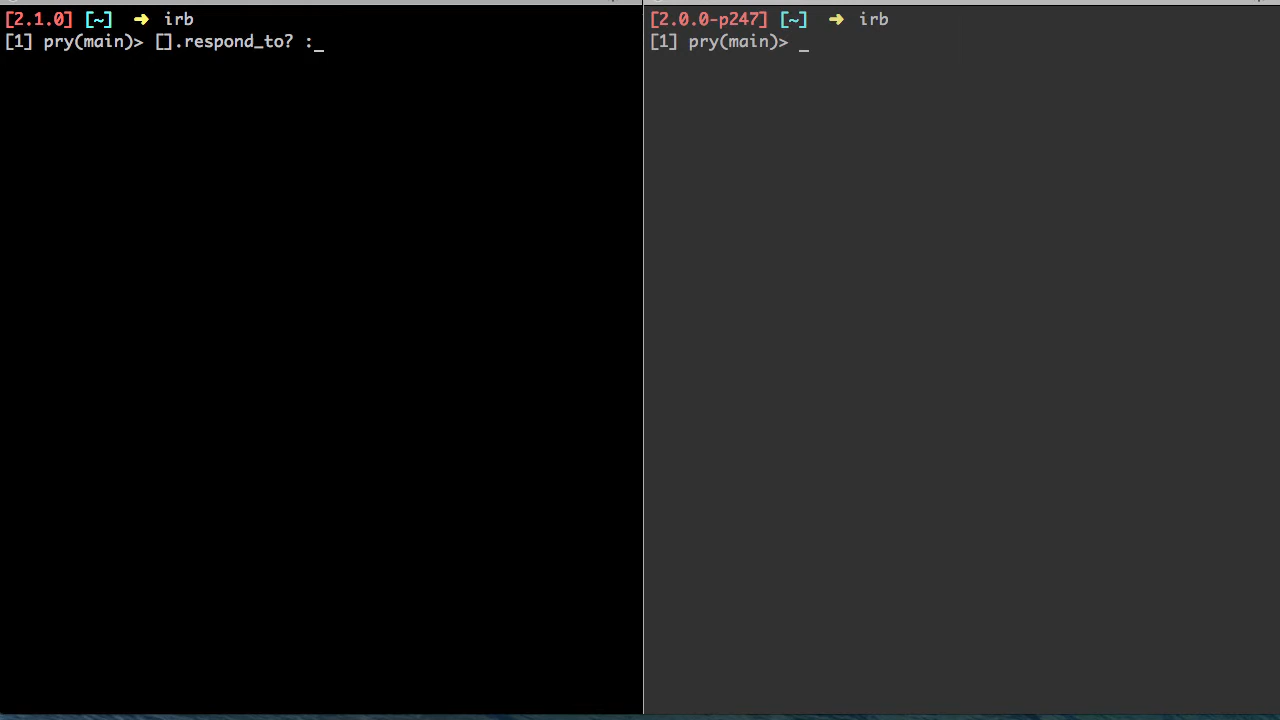 [2.1.0] [~] ➜ irb
[1] pry(main)> [].respond_to? :_
[2.0.0-p247] [~] ➜ irb
[1] pry(main)> _